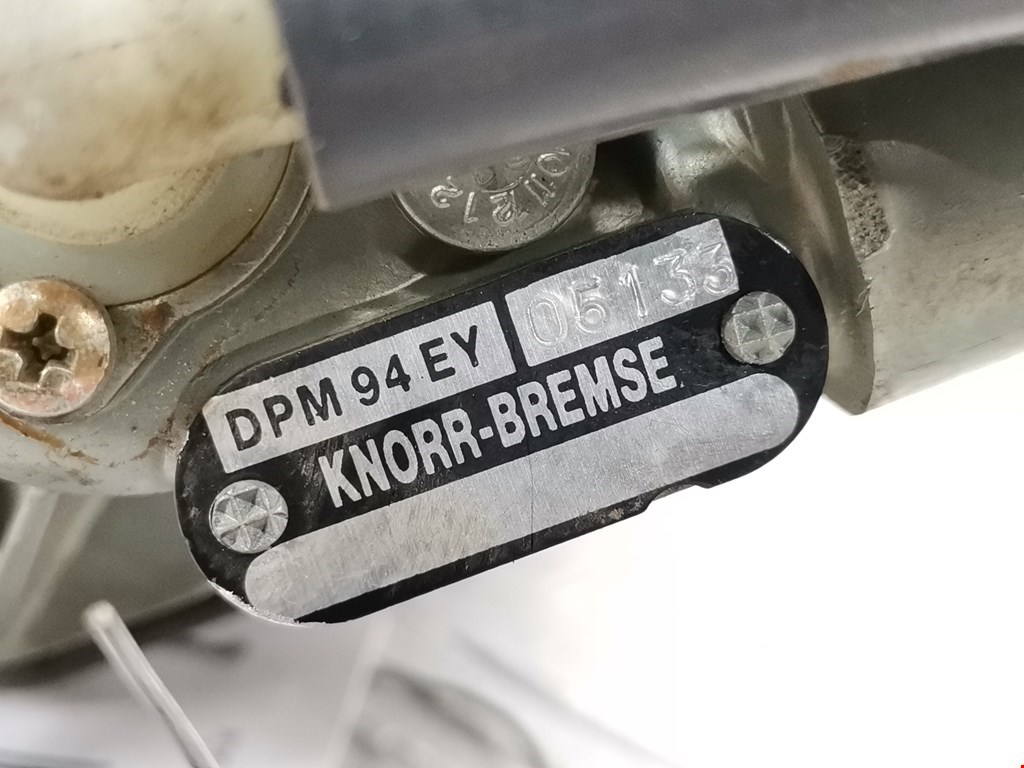 DPM 94 EY 05133
KNORR-BREMSE